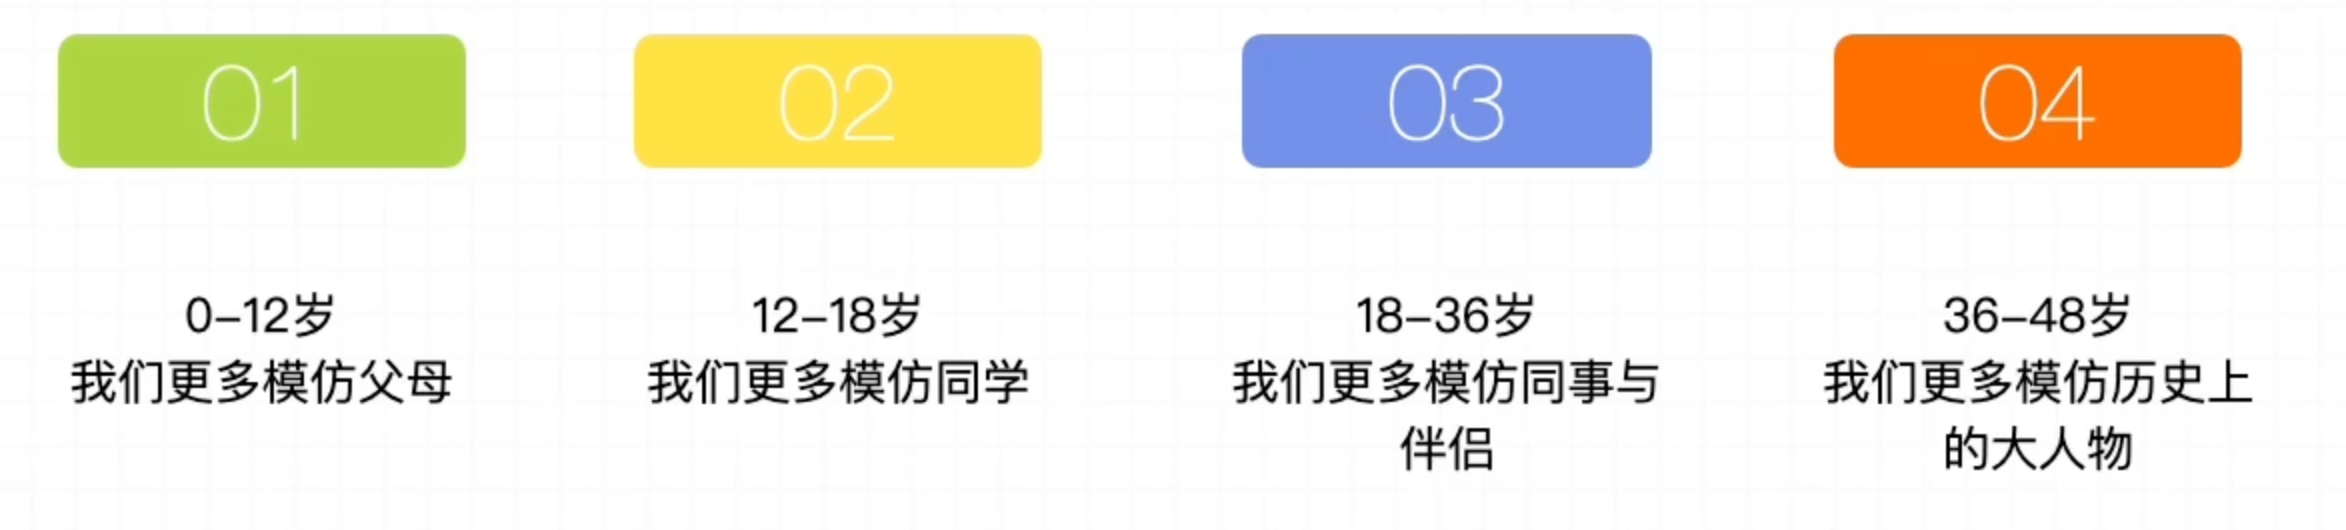 01
02
03
04
0–12岁
我们更多模仿父母
12–18岁
我们更多模仿同学
18–36岁
我们更多模仿同事与
伴侣
36–48岁
我们更多模仿历史上
的大人物